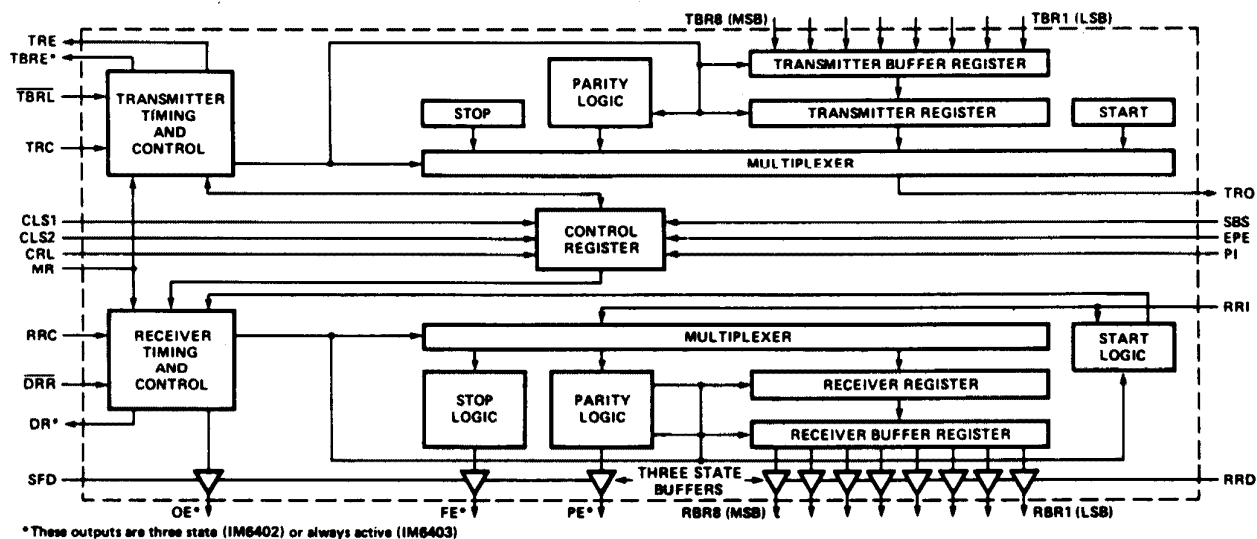 TBR8 (MSB)
TBR1 (LSB)
TRE
TBRE*
TBRL
TRC
TRANSMITTER
TIMING
AND
CONTROL
STOP
PARITY
LOGIC
TRANSMITTER BUFFER REGISTER
TRANSMITTER REGISTER
START
MULTIPLEXER
TRO
CLS1
CLS2
CRL
MR
CONTROL
REGISTER
SBS
EPE
PI
RRI
RRC
DRR
DR*
RECEIVER
TIMING
AND
CONTROL
MULTIPLEXER
START
LOGIC
STOP
LOGIC
PARITY
LOGIC
RECEIVER REGISTER
RECEIVER BUFFER REGISTER
SFD
THREE STATE
BUFFERS
RRD
OE*
FE*
PE*
RBR8 (MSB)
RBR1 (LSB)
*These outputs are three state (IM6402) or always active (IM6403)